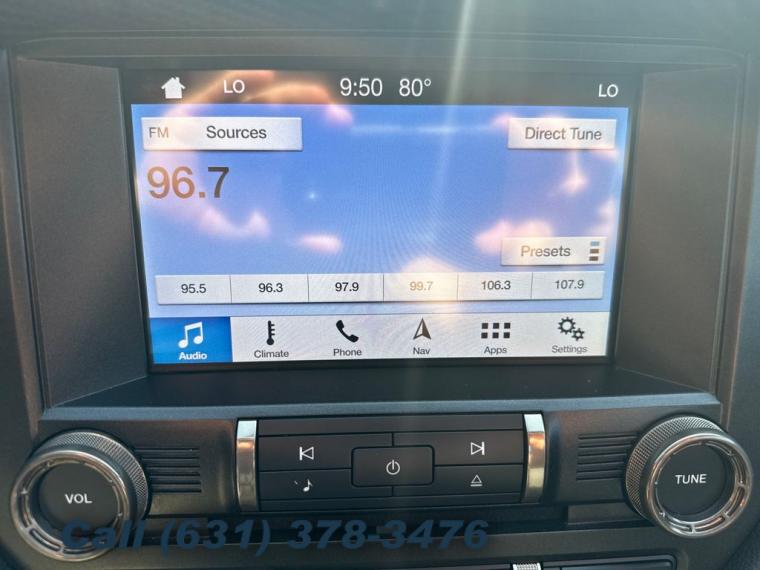 LO 9:50 80° LO
FM Sources Direct Tune
96.7
Presets
95.5 96.3 97.9 99.7 106.3 107.9
Audio Climate Phone Nav Apps Settings
VOL TUNE
Call (631) 378-3476